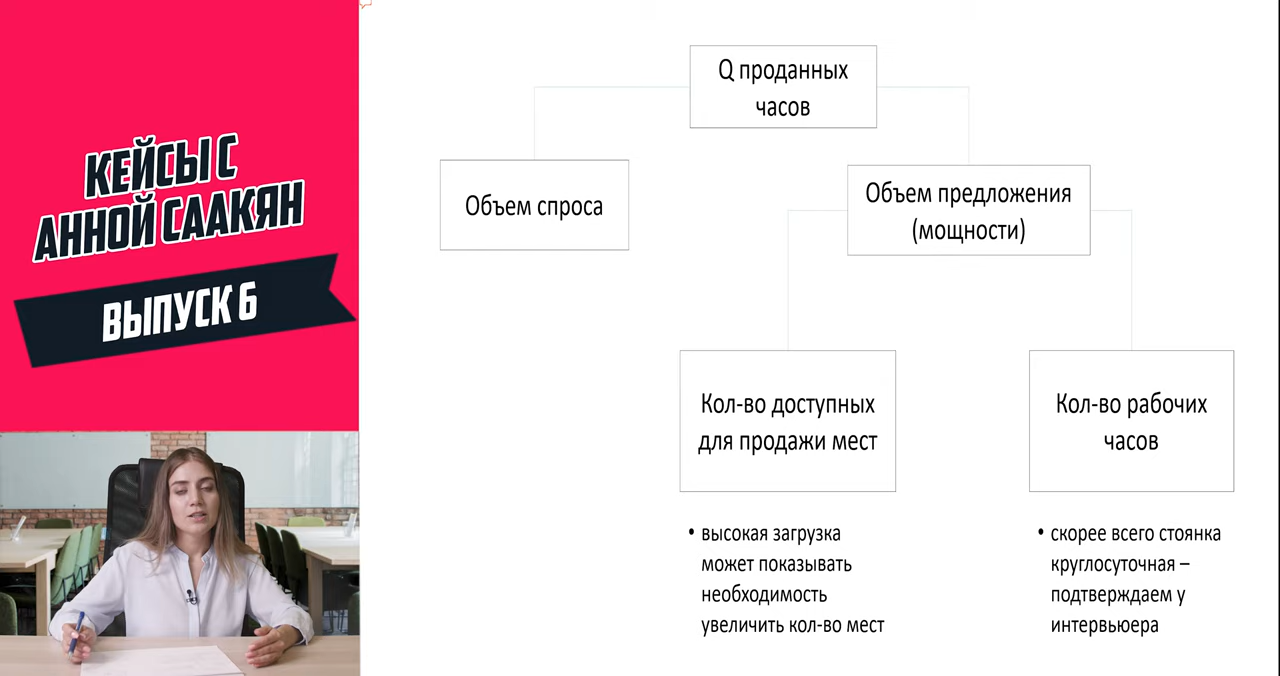 КЕЙСЫ С
АННОЙ СААКЯН
ВЫПУСК 6
Q проданных
часов
Объем спроса
Объем предложения
(мощности)
Кол-во доступных
для продажи мест
Кол-во рабочих
часов
• высокая загрузка
может показывать
необходимость
увеличить кол-во мест
• скорее всего стоянка
круглосуточная –
подтверждаем у
интервьюера